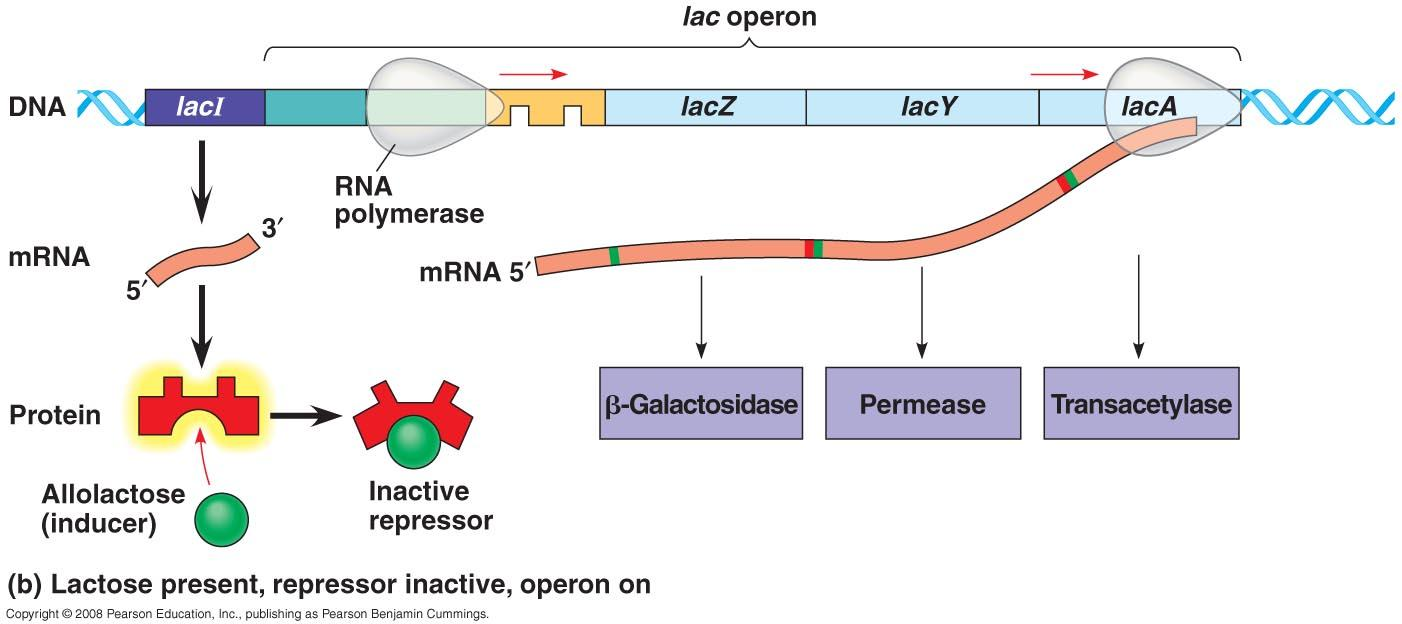 lac operon
DNA
lacI
lacZ
lacY
lacA
RNA
polymerase
3′
mRNA
5′
mRNA 5′
Protein
β-Galactosidase
Permease
Transacetylase
Allolactose
(inducer)
Inactive
repressor
(b) Lactose present, repressor inactive, operon on
Copyright © 2008 Pearson Education, Inc., publishing as Pearson Benjamin Cummings.